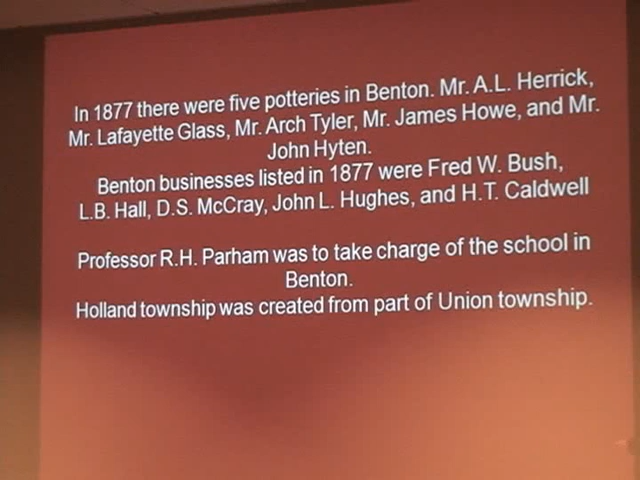 In 1877 there were five potteries in Benton. Mr. A.L. Herrick,
Mr. Lafayette Glass, Mr. Arch Tyler, Mr. James Howe, and Mr.
John Hyten.
Benton businesses listed in 1877 were Fred W. Bush,
L.B. Hall, D.S. McCray, John L. Hughes, and H.T. Caldwell
Professor R.H. Parham was to take charge of the school in
Benton.
Holland township was created from part of Union township.